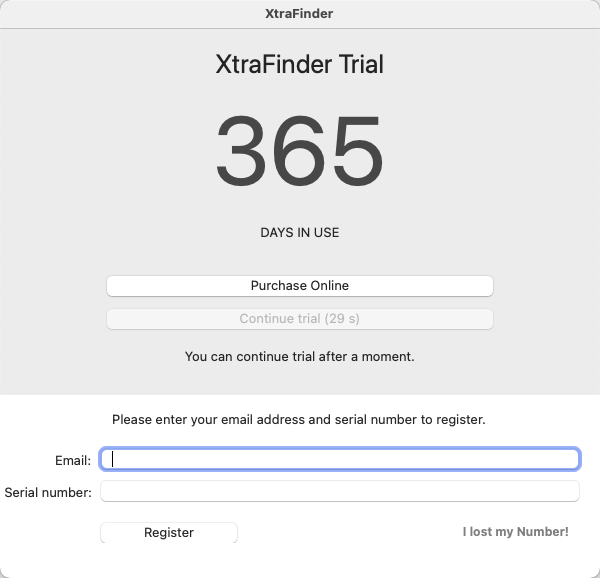 XtraFinder
XtraFinder Trial
365
DAYS IN USE
Purchase Online
Continue trial (29 s)
You can continue trial after a moment.
Please enter your email address and serial number to register.
Email:
Serial number:
Register
I lost my Number!